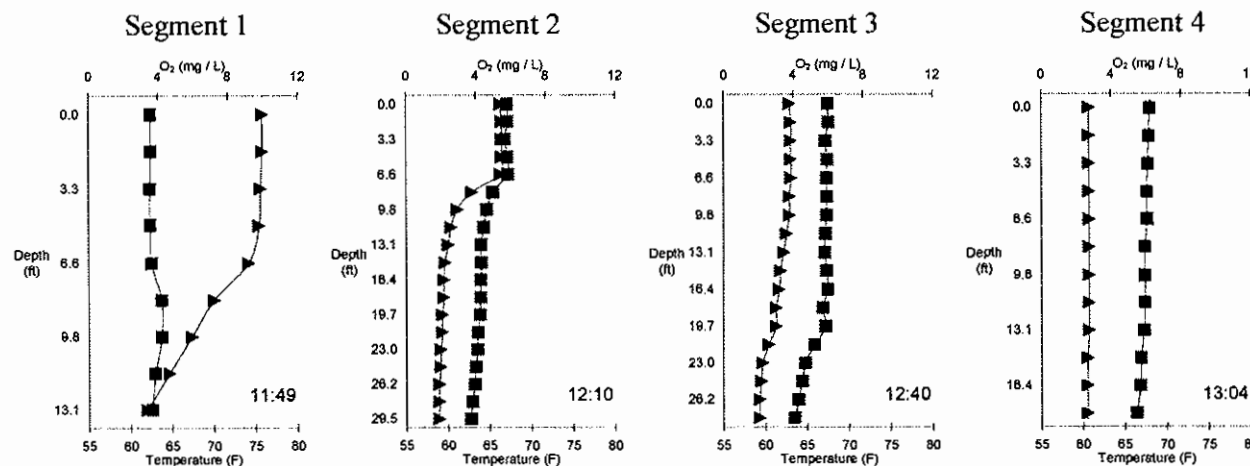 Segment 1
O₂ (mg / L)
0 4 8 12
0.0
3.3
6.6
9.8
13.1
Depth
(ft)
11:49
55 60 65 70 75 80
Temperature (F)
Segment 2
O₂ (mg / L)
0 4 8 12
0.0
3.3
6.6
9.8
13.1
16.4
19.7
23.0
26.2
29.5
Depth
(ft)
12:10
55 60 65 70 75 80
Temperature (F)
Segment 3
O₂ (mg / L)
0 4 8 12
0.0
3.3
6.6
9.8
13.1
16.4
19.7
23.0
26.2
Depth
(ft)
12:40
55 60 65 70 75 80
Temperature (F)
Segment 4
O₂ (mg / L)
0 4 8 1
0.0
3.3
6.6
9.8
13.1
16.4
Depth
(ft)
13:04
55 60 65 70 75 80
Temperature (F)